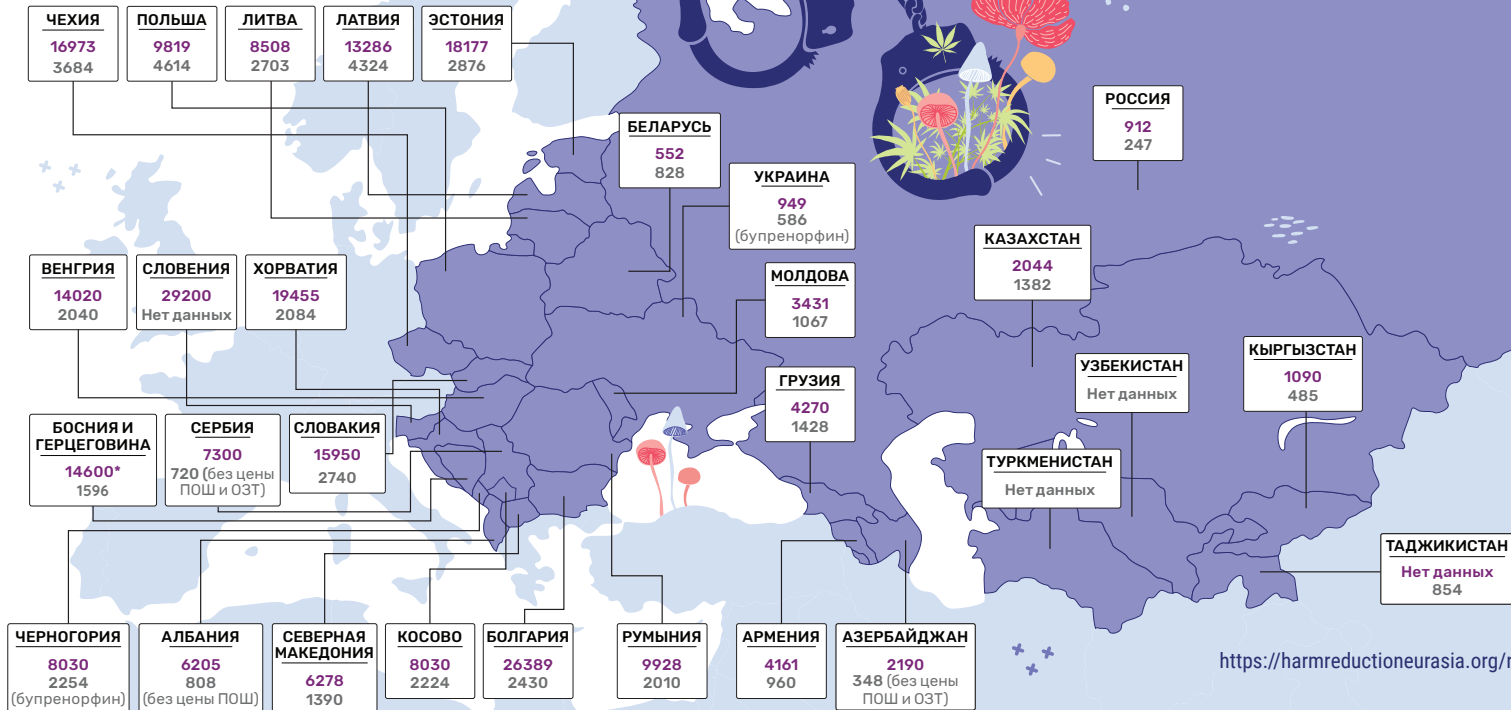 ЧЕХИЯ
16973
3684
ПОЛЬША
9819
4614
ЛИТВА
8508
2703
ЛАТВИЯ
13286
4324
ЭСТОНИЯ
18177
2876
РОССИЯ
912
247
БЕЛАРУСЬ
552
828
УКРАИНА
949
586
(бупренорфин)
КАЗАХСТАН
2044
1382
ВЕНГРИЯ
14020
2040
СЛОВЕНИЯ
29200
Нет данных
ХОРВАТИЯ
19455
2084
МОЛДОВА
3431
1067
КЫРГЫЗСТАН
1090
485
УЗБЕКИСТАН
Нет данных
ГРУЗИЯ
4270
1428
БОСНИЯ И
ГЕРЦЕГОВИНА
14600*
1596
СЕРБИЯ
7300
720 (без цены
ПОШ и ОЗТ)
СЛОВАКИЯ
15950
2740
ТУРКМЕНИСТАН
Нет данных
ТАДЖИКИСТАН
Нет данных
854
ЧЕРНОГОРИЯ
8030
2254
(бупренорфин)
АЛБАНИЯ
6205
808
(без цены ПОШ)
СЕВЕРНАЯ
МАКЕДОНИЯ
6278
1390
КОСОВО
8030
2224
БОЛГАРИЯ
26389
2430
РУМЫНИЯ
9928
2010
АРМЕНИЯ
4161
960
АЗЕРБАЙДЖАН
2190
348 (без цены
ПОШ и ОЗТ)
https://harmreductioneurasia.org/